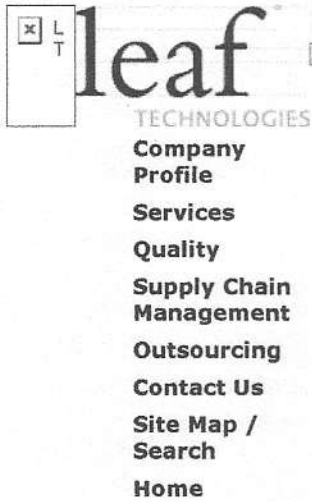 L
T
leaf
TECHNOLOGIES
Company
Profile
Services
Quality
Supply Chain
Management
Outsourcing
Contact Us
Site Map /
Search
Home